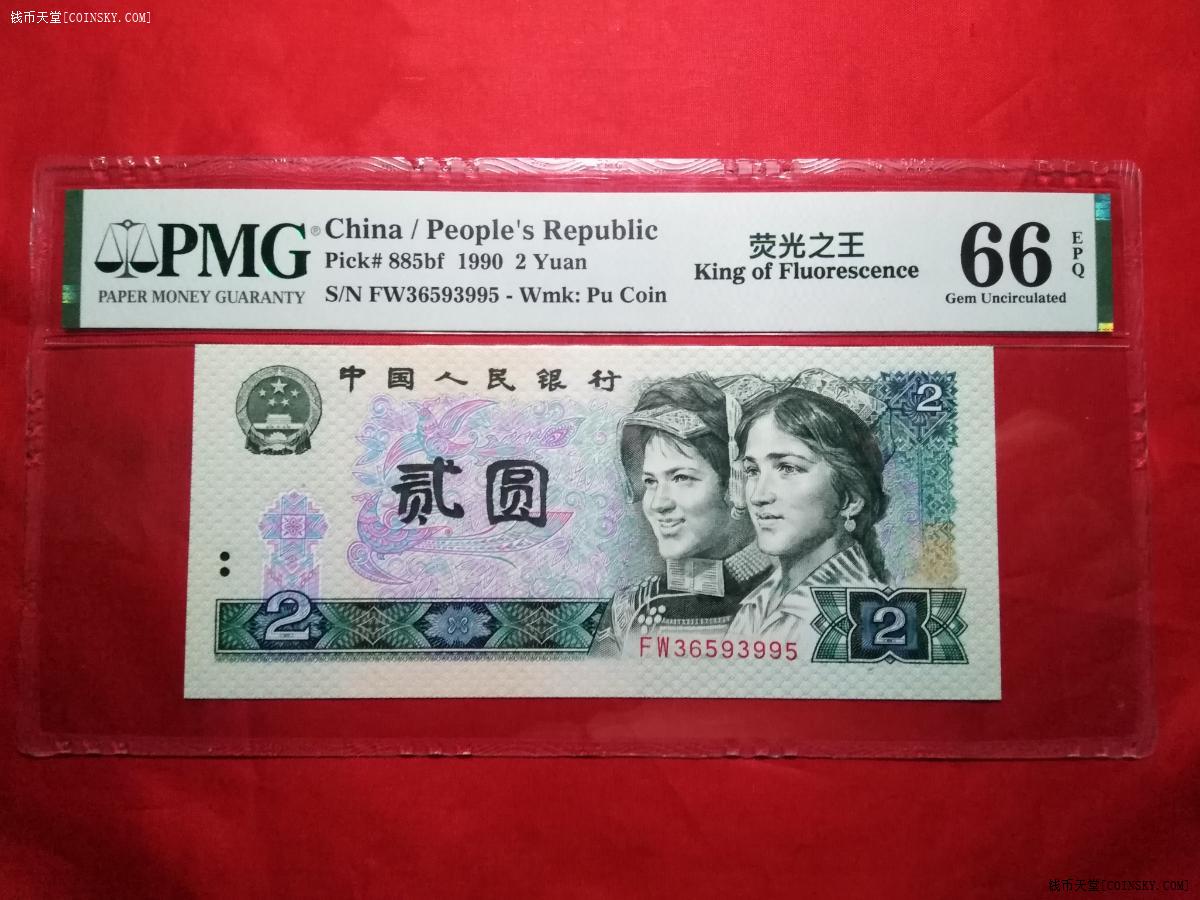 钱币天堂[COINSKY.COM]
PMG®
PAPER MONEY GUARANTY
China / People's Republic
Pick# 885bf 1990 2 Yuan
S/N FW36593995 - Wmk: Pu Coin
荧光之王
King of Fluorescence
66
EPQ
Gem Uncirculated
中国人民银行
2
贰圆
2
2
FW36593995
钱币天堂[COINSKY.COM]